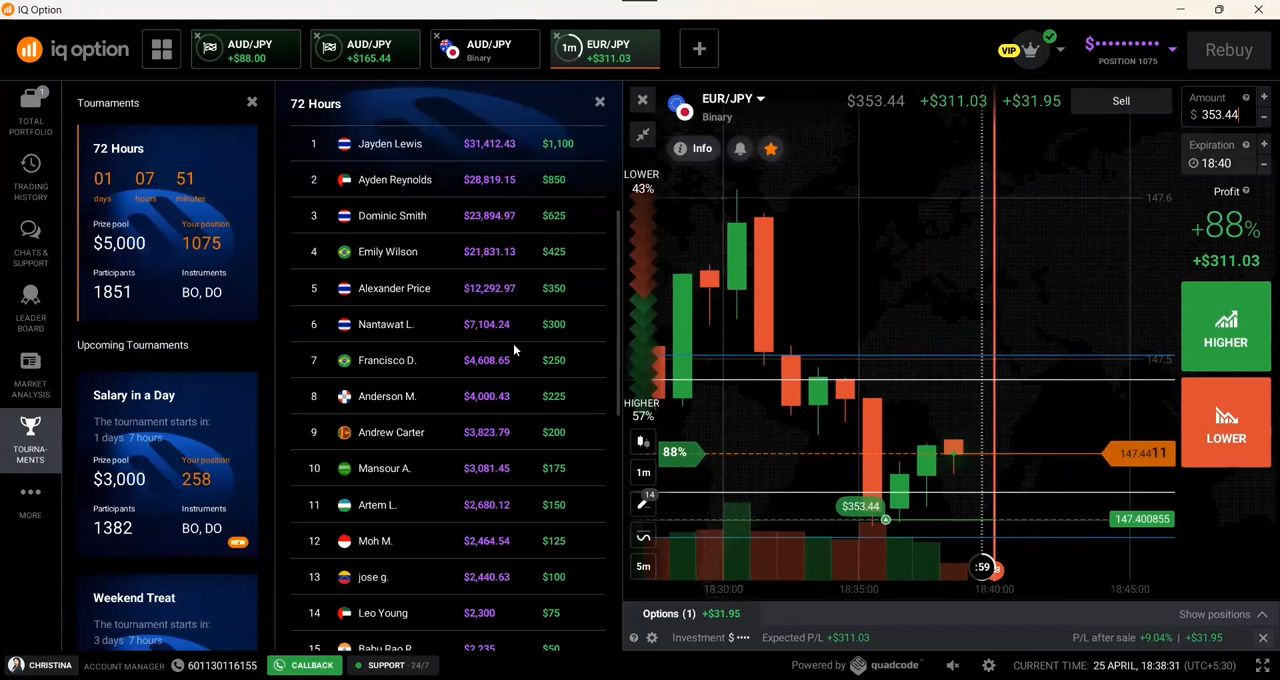 IQ Option
iq option
AUD/JPY
+$88.00
AUD/JPY
+$165.44
AUD/JPY
Binary
1m
EUR/JPY
+$311.03
VIP
$••••••••••
POSITION 1075
Rebuy
1
TOTAL
PORTFOLIO
TRADING
HISTORY
CHATS &
SUPPORT
LEADER
BOARD
MARKET
ANALYSIS
TOURNA-
MENTS
MORE
Tournaments
72 Hours
01 07 51
days hours minutes
Prize pool Your position
$5,000 1075
Participants Instruments
1851 BO, DO
Upcoming Tournaments
Salary in a Day
The tournament starts in:
1 days 7 hours
Prize pool Your position
$3,000 258
Participants Instruments
1382 BO, DO
NEW
Weekend Treat
The tournament starts in:
3 days 7 hours
72 Hours
1 Jayden Lewis $31,412.43 $1,100
2 Ayden Reynolds $28,819.15 $850
3 Dominic Smith $23,894.97 $625
4 Emily Wilson $21,831.13 $425
5 Alexander Price $12,292.97 $350
6 Nantawat L. $7,104.24 $300
7 Francisco D. $4,608.65 $250
8 Anderson M. $4,000.43 $225
9 Andrew Carter $3,823.79 $200
10 Mansour A. $3,081.45 $175
11 Artem L. $2,680.12 $150
12 Moh M. $2,464.54 $125
13 jose g. $2,440.63 $100
14 Leo Young $2,300 $75
15 Babu Rao R. $2,235 $50
EUR/JPY
Binary
$353.44 +$311.03 +$31.95 Sell
Info
LOWER
43%
HIGHER
57%
88%
1m
14
5m
$353.44
147.6
147.5
147.4411
147.400855
:59
18:30:00 18:35:00 18:40:00 18:45:00
Amount
$ 353.44
Expiration
18:40
Profit
+88%
+$311.03
HIGHER
LOWER
Options (1) +$31.95
Show positions
Investment $ •••• Expected P/L +$311.03
P/L after sale +9.04% | +$31.95
CHRISTINA
ACCOUNT MANAGER
601130116155
CALLBACK
SUPPORT - 24/7
Powered by quadcode
CURRENT TIME: 25 APRIL, 18:38:31 (UTC+5:30)